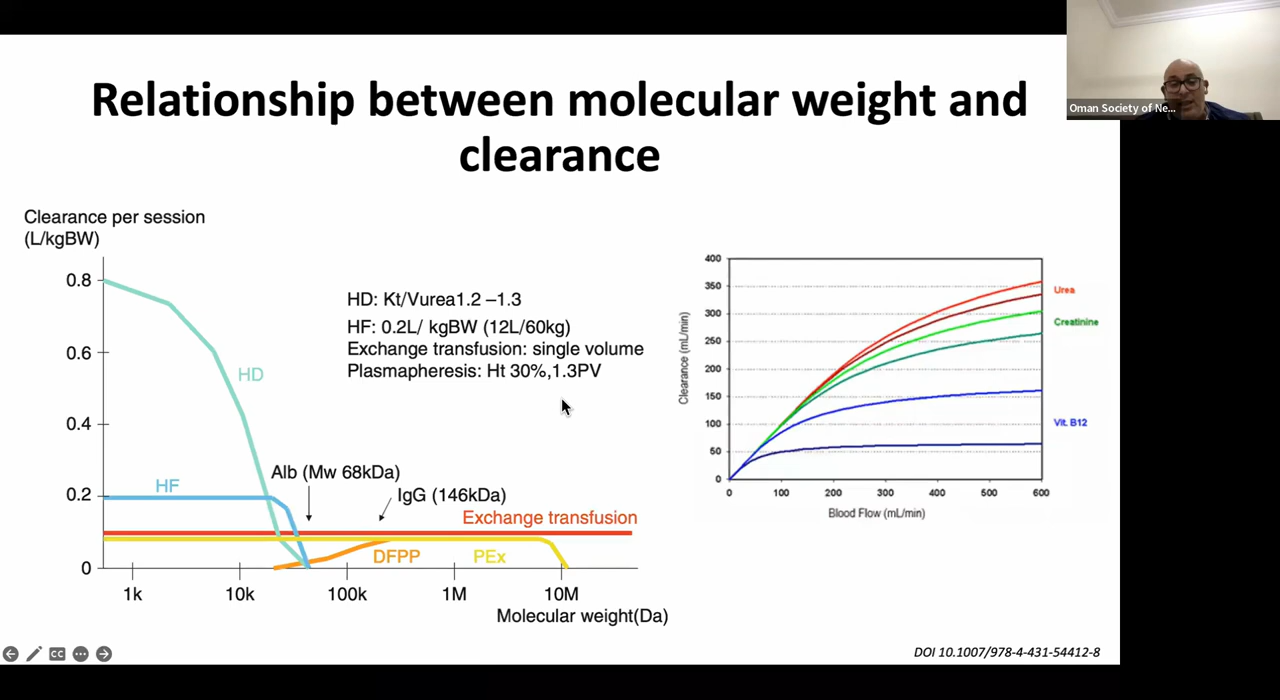 Relationship between molecular weight and
clearance
Oman Society of Ne...
Clearance per session
(L/kgBW)
0.8
0.6
0.4
0.2
0
HD
HF
HD: Kt/Vurea1.2 –1.3
HF: 0.2L/ kgBW (12L/60kg)
Exchange transfusion: single volume
Plasmapheresis: Ht 30%,1.3PV
Alb (Mw 68kDa)
IgG (146kDa)
Exchange transfusion
DFPP
PEx
1k
10k
100k
1M
10M
Molecular weight(Da)
Clearance (mL/min)
400
350
300
250
200
150
100
50
0
Urea
Creatinine
Vit. B12
0
100
200
300
400
500
600
Blood Flow (mL/min)
CC
DOI 10.1007/978-4-431-54412-8